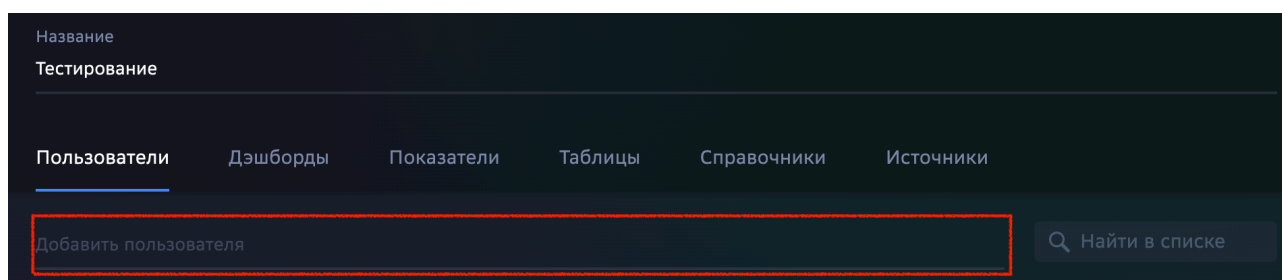 Название
Тестирование
Пользователи Дэшборды Показатели Таблицы Справочники Источники
Добавить пользователя Найти в списке